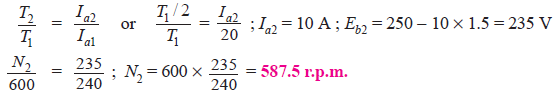 T₂/T₁ = Iₐ₂/Iₐ₁ or (T₁/2)/T₁ = Iₐ₂/20 ; Iₐ₂ = 10 A ; E_b2 = 250 – 10 × 1.5 = 235 V
N₂/600 = 235/240 ; N₂ = 600 × 235/240 = 587.5 r.p.m.